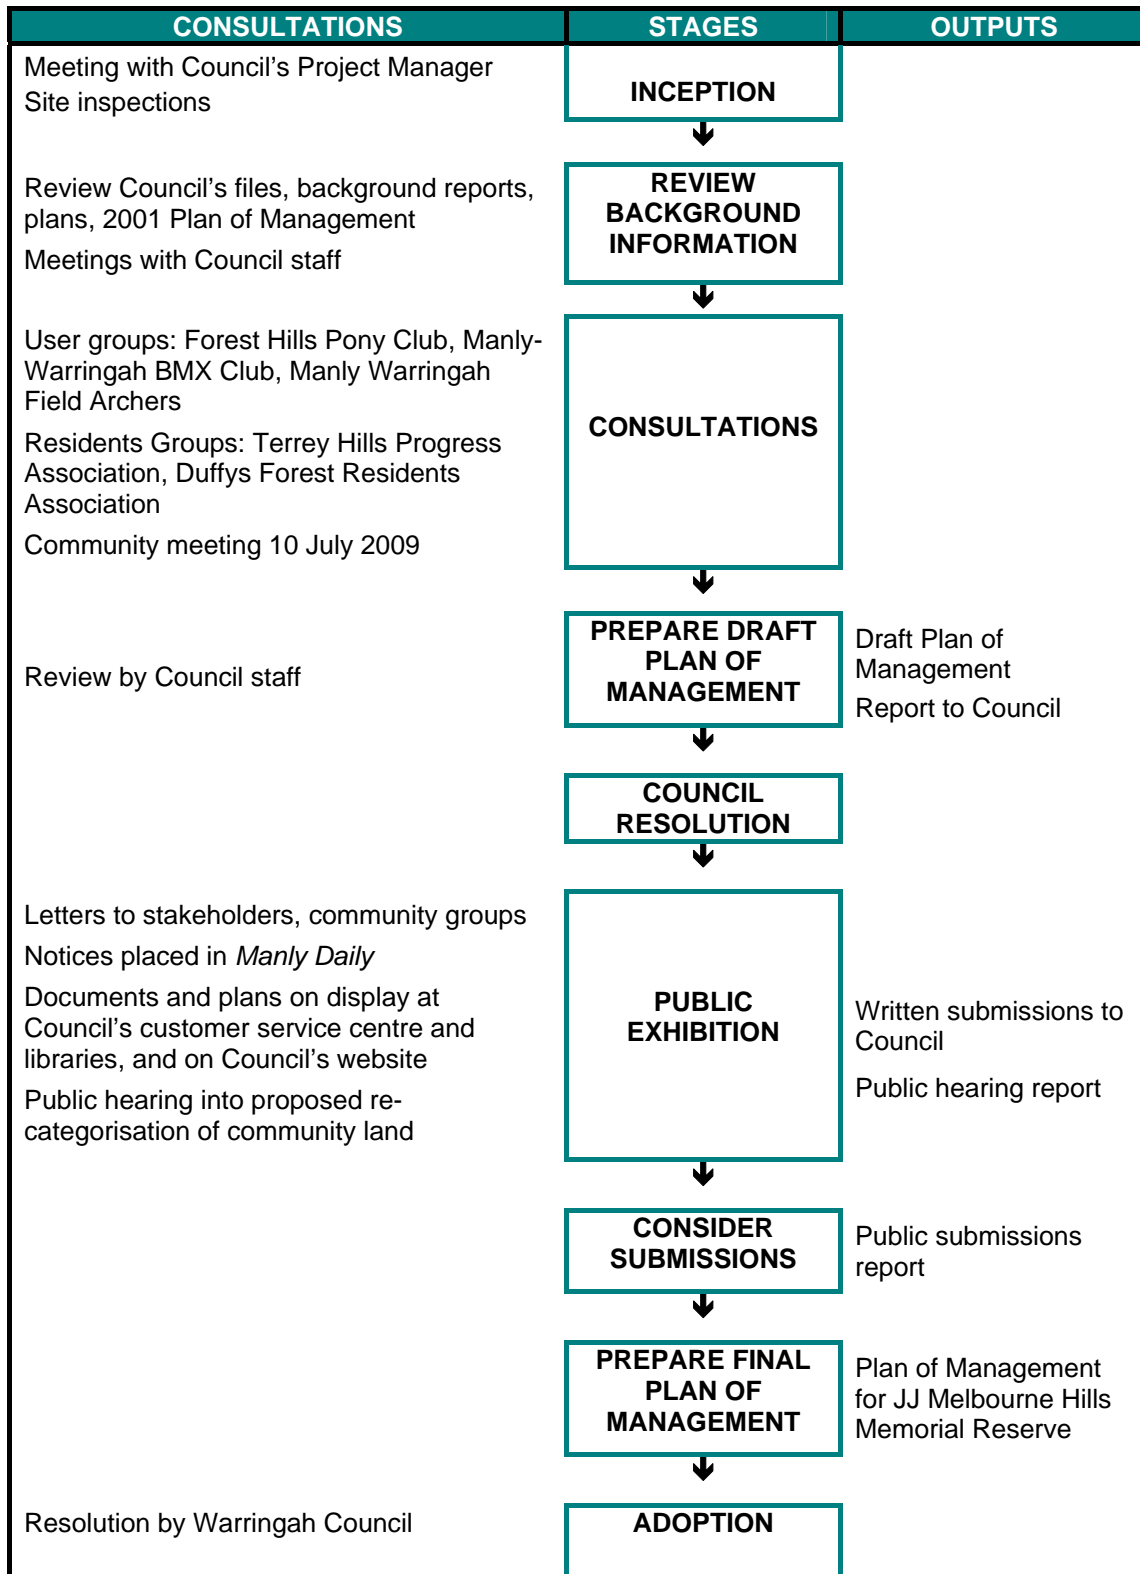 CONSULTATIONS STAGES OUTPUTS
Meeting with Council's Project Manager
Site inspections
INCEPTION
Review Council's files, background reports,
plans, 2001 Plan of Management
Meetings with Council staff
REVIEW
BACKGROUND
INFORMATION
User groups: Forest Hills Pony Club, Manly-
Warringah BMX Club, Manly Warringah
Field Archers
Residents Groups: Terrey Hills Progress
Association, Duffys Forest Residents
Association
Community meeting 10 July 2009
CONSULTATIONS
Review by Council staff
PREPARE DRAFT
PLAN OF
MANAGEMENT
Draft Plan of
Management
Report to Council
COUNCIL
RESOLUTION
Letters to stakeholders, community groups
Notices placed in Manly Daily
Documents and plans on display at
Council's customer service centre and
libraries, and on Council's website
Public hearing into proposed re-
categorisation of community land
PUBLIC
EXHIBITION
Written submissions to
Council
Public hearing report
CONSIDER
SUBMISSIONS
Public submissions
report
PREPARE FINAL
PLAN OF
MANAGEMENT
Plan of Management
for JJ Melbourne Hills
Memorial Reserve
Resolution by Warringah Council
ADOPTION